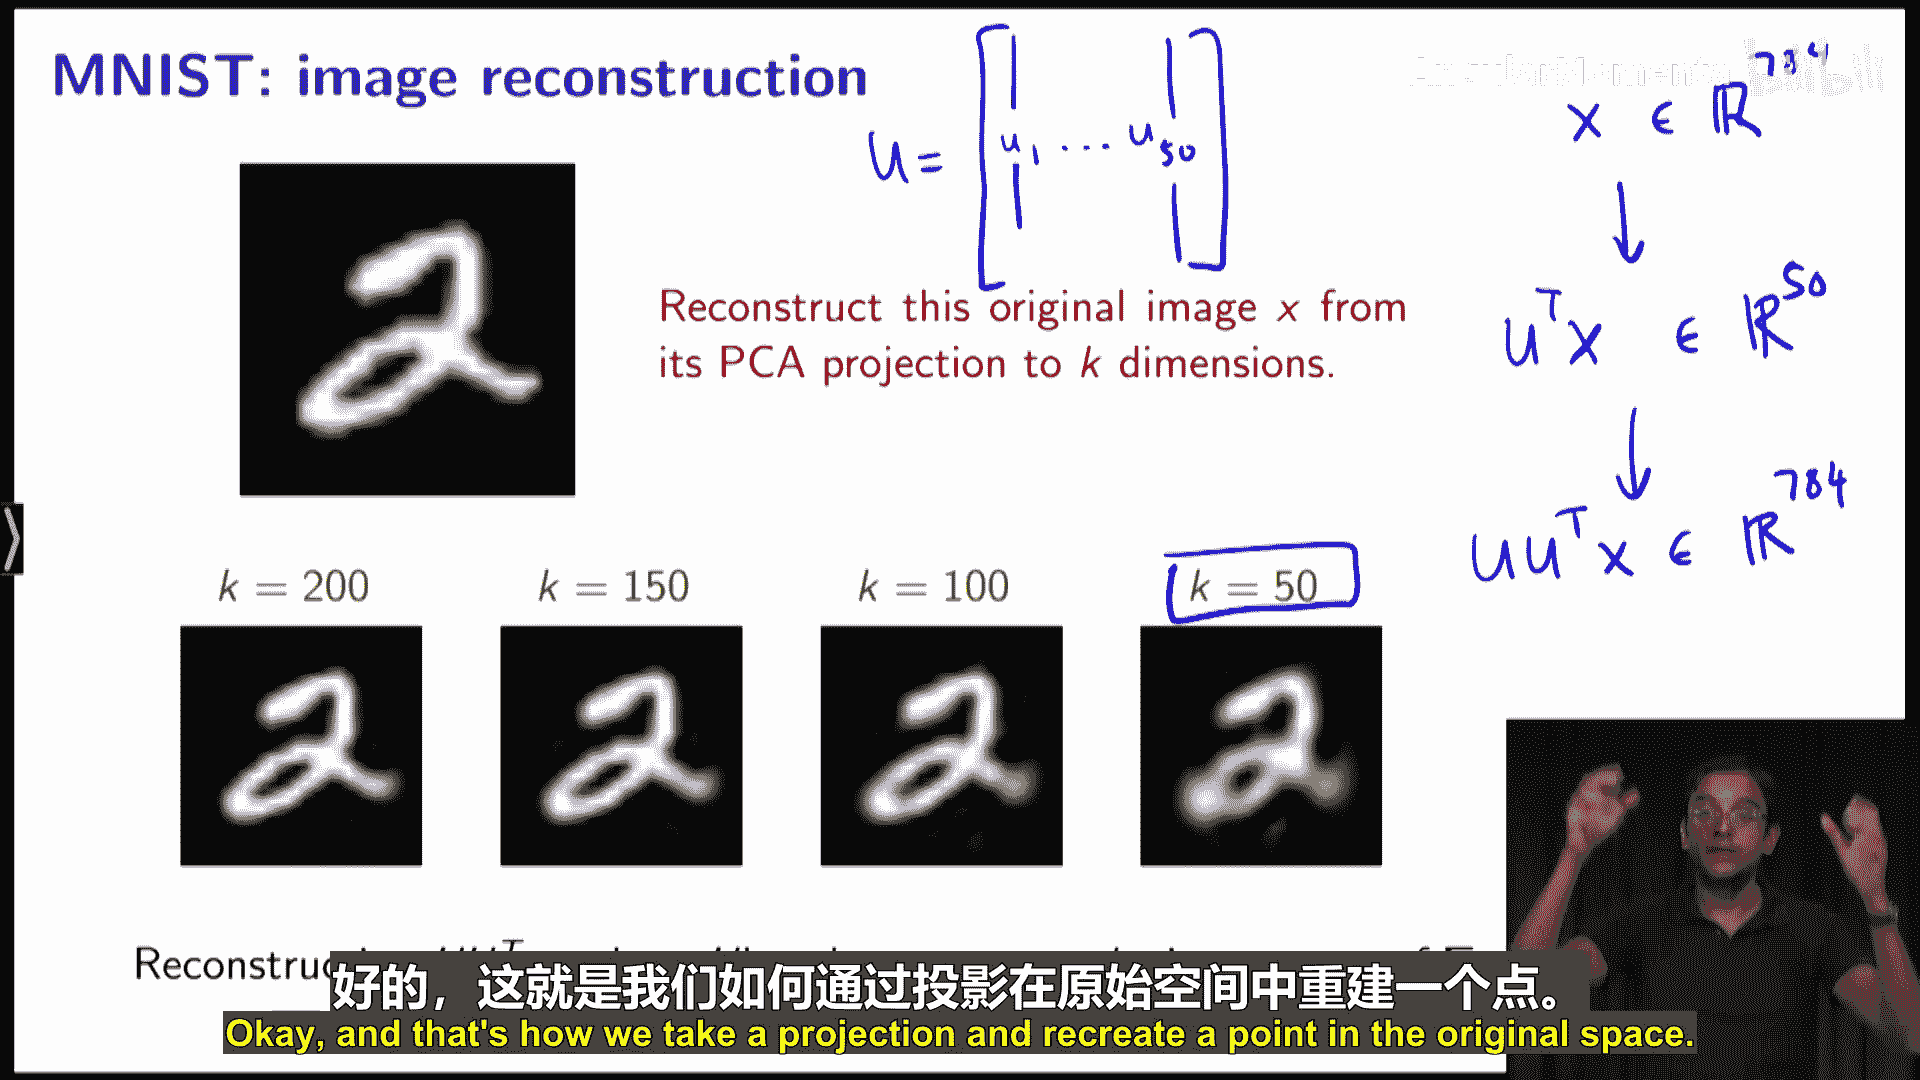 MNIST: image reconstruction
U = [ u₁ ... u₅₀ ]
x ∈ ℝ⁷⁸⁴
Uᵀx ∈ ℝ⁵⁰
UUᵀx ∈ ℝ⁷⁸⁴
Reconstruct this original image x from
its PCA projection to k dimensions.
k = 200
k = 150
k = 100
k = 50
好的，这就是我们如何通过投影在原始空间中重建一个点。
Okay, and that's how we take a projection and recreate a point in the original space.